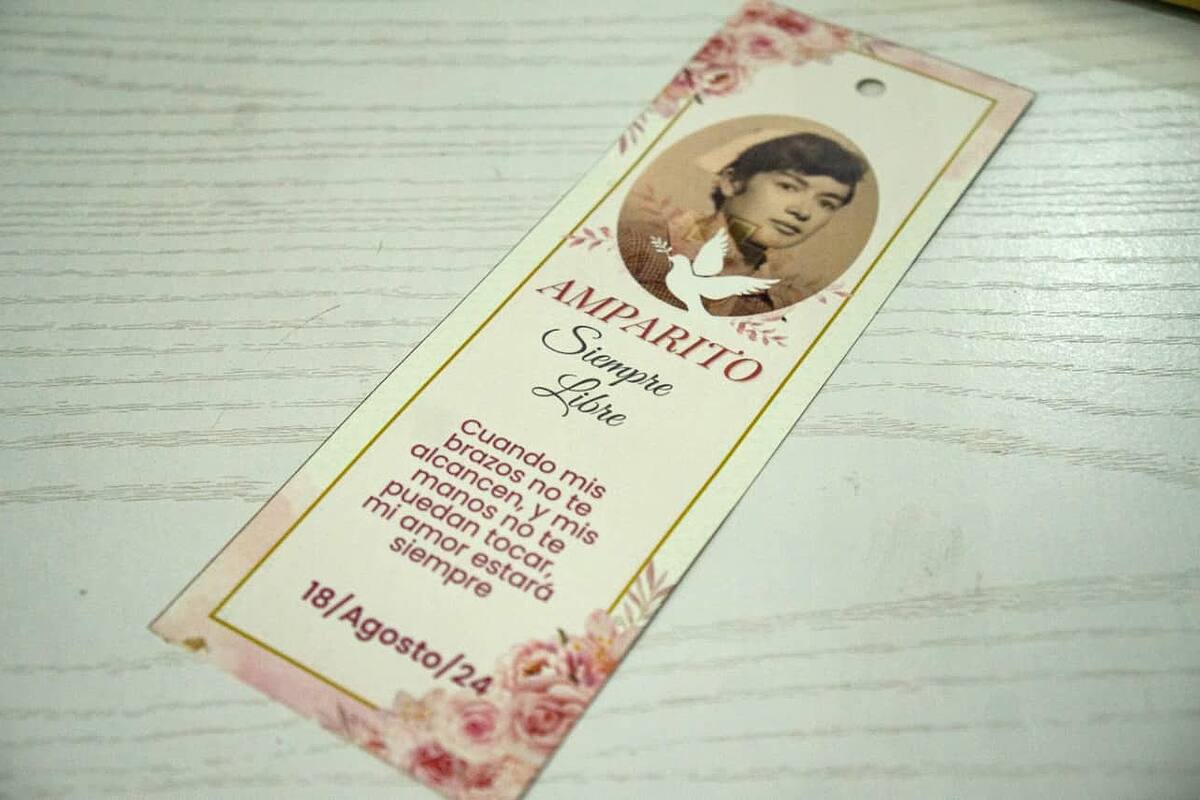 AMPARITO
Siempre
Libre
Cuando mis
brazos no te
alcancen, y mis
manos no te
puedan tocar,
mi amor estará
siempre
18/Agosto/24